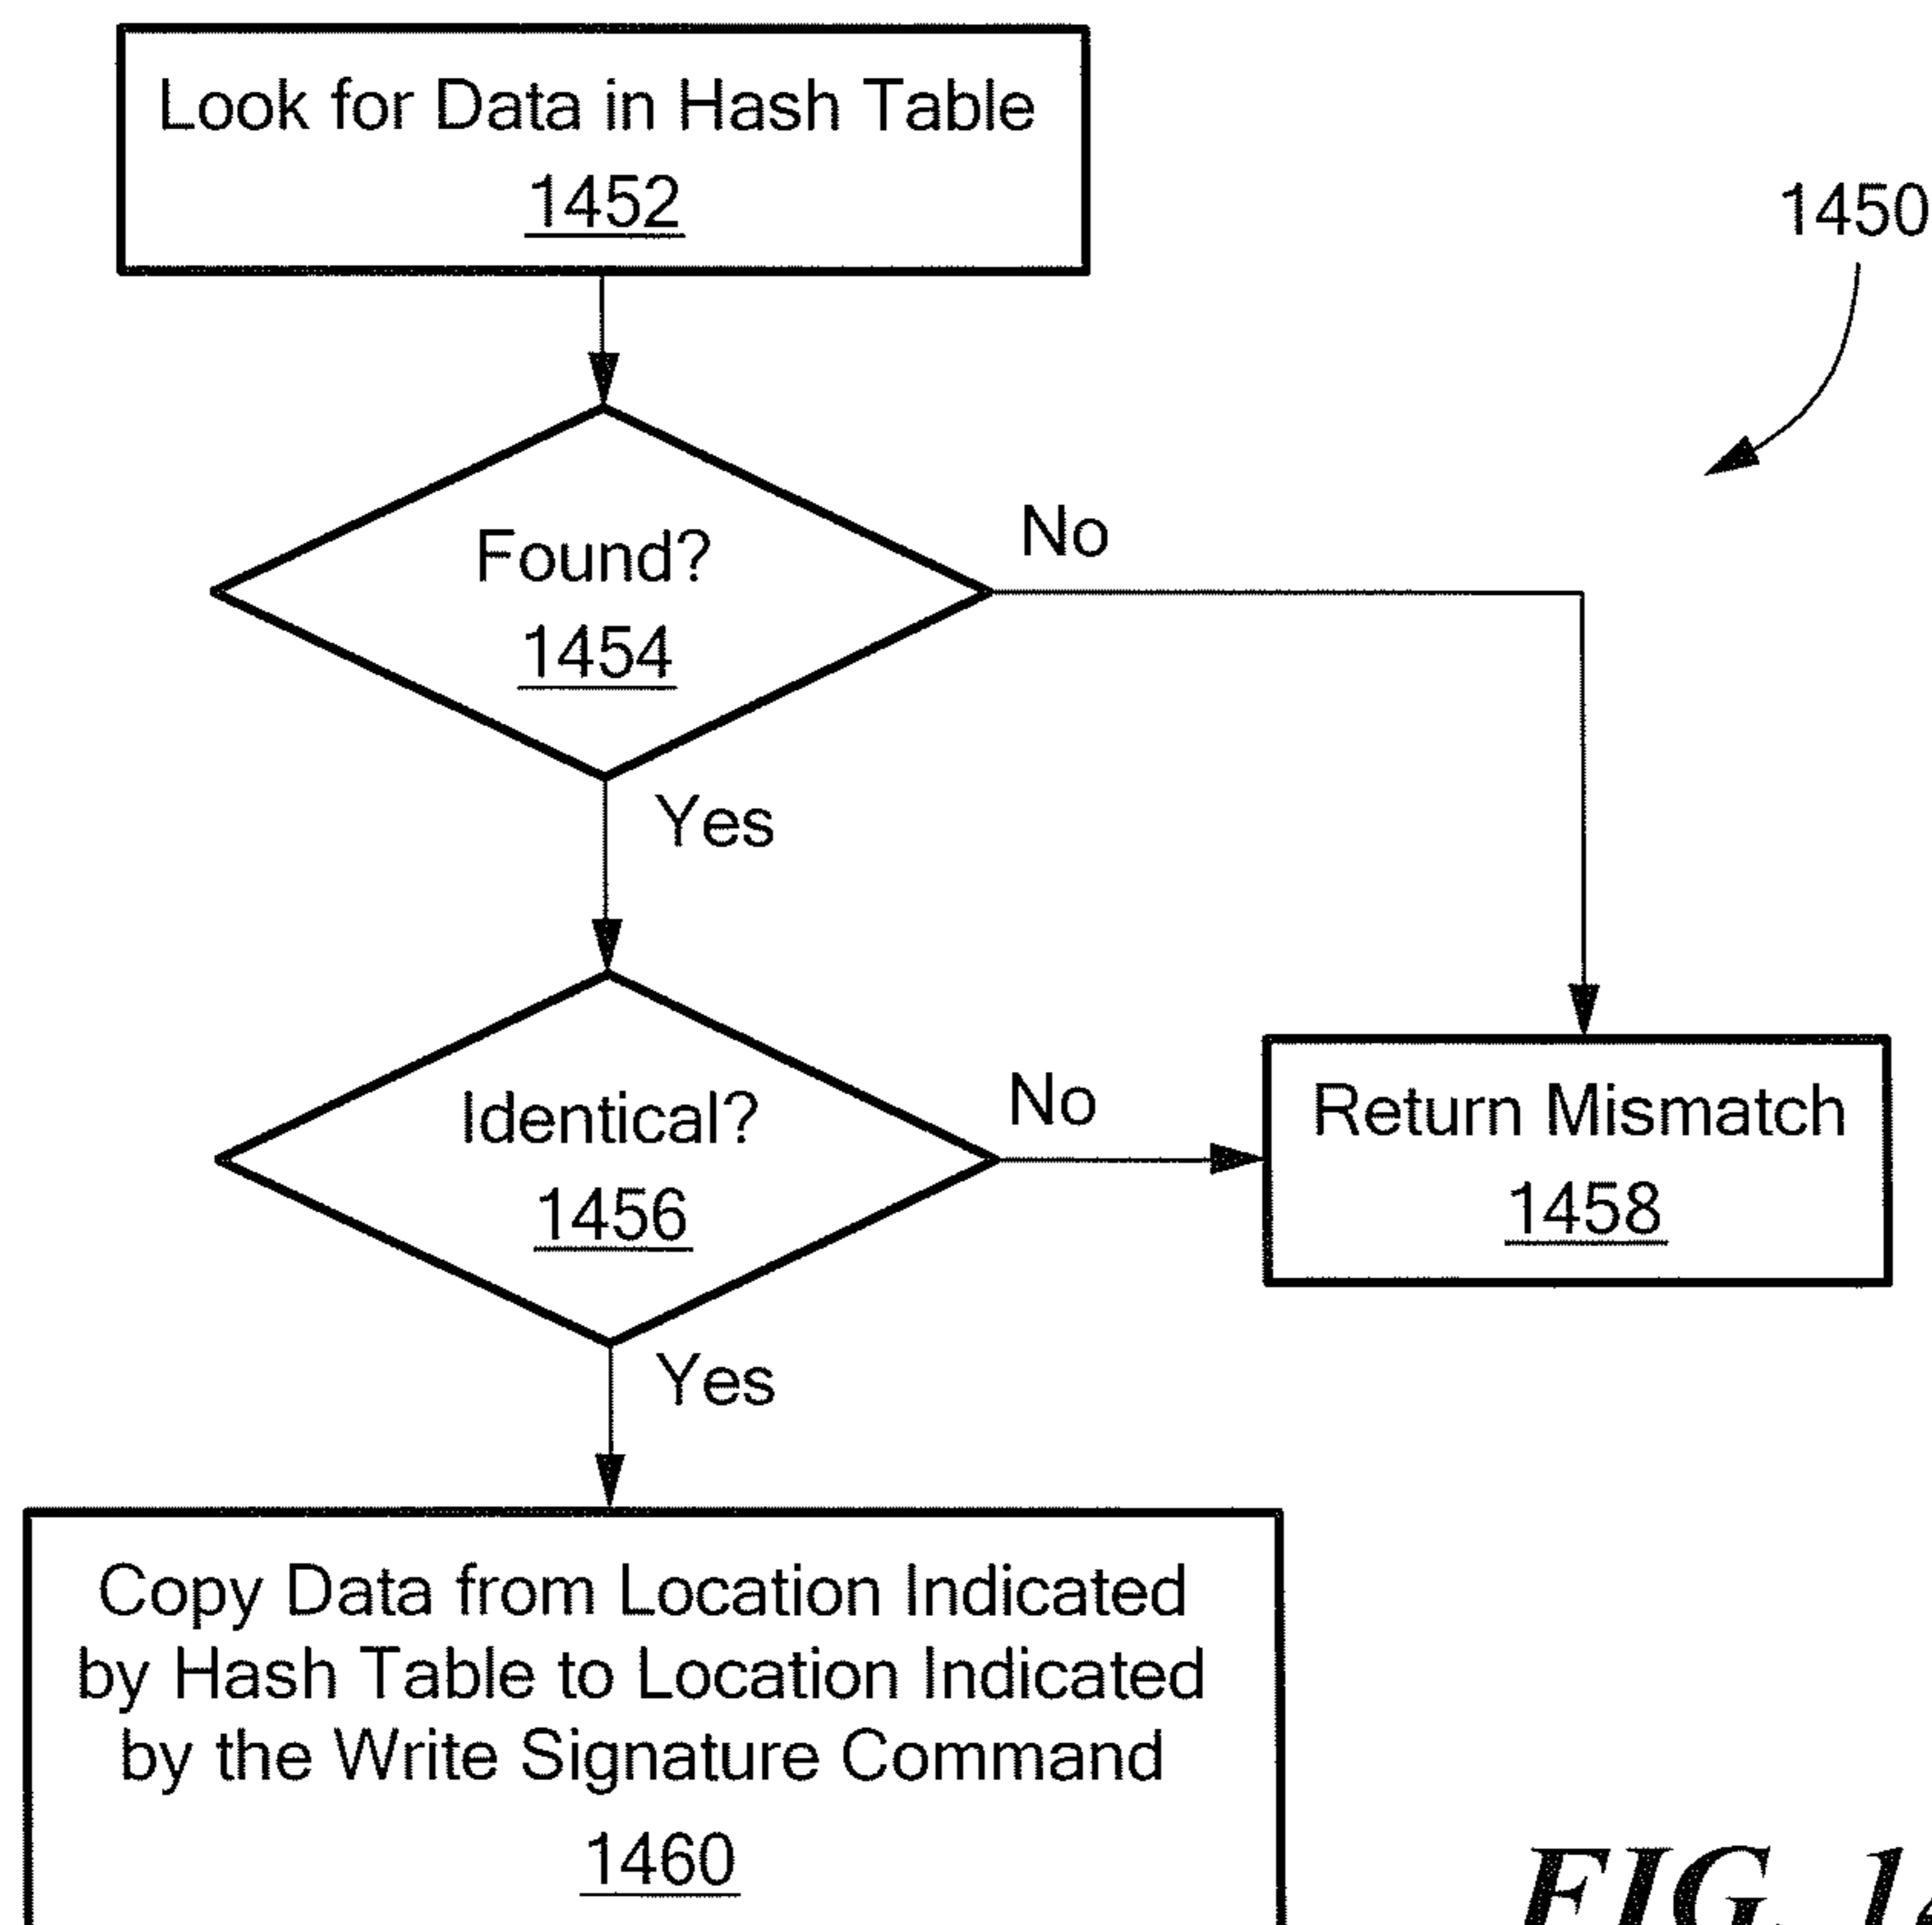 Look for Data in Hash Table
1452
1450
Found?
1454
No
Yes
Identical?
1456
No
Return Mismatch
1458
Yes
Copy Data from Location Indicated
by Hash Table to Location Indicated
by the Write Signature Command
1460
FIG.